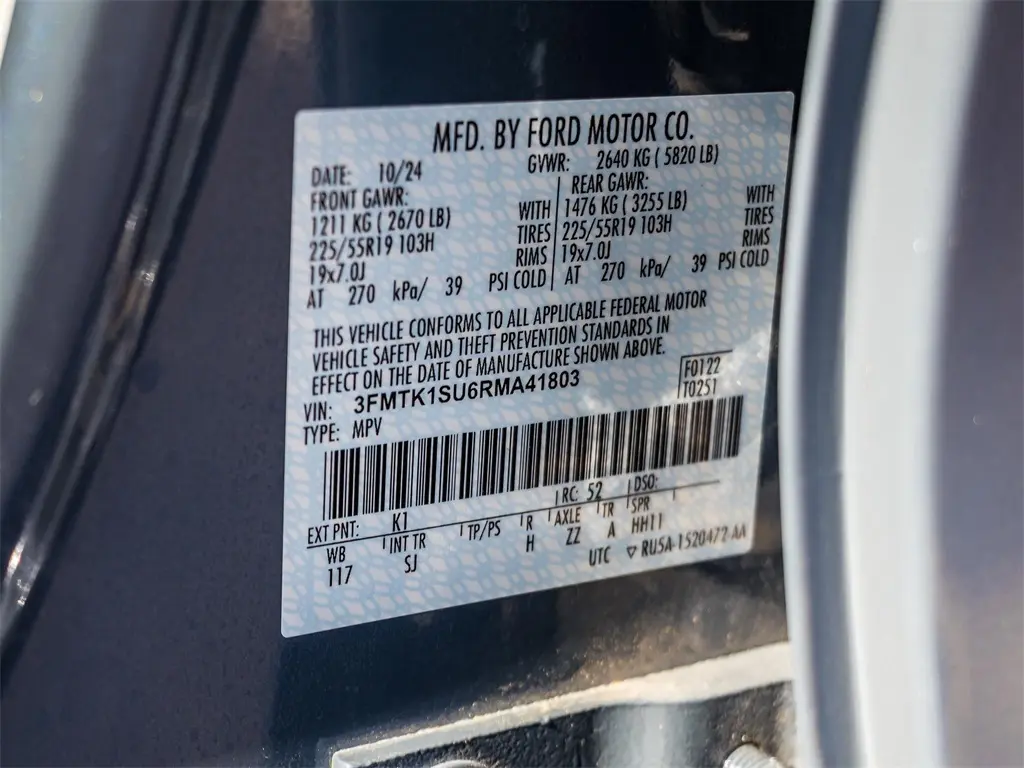 MFD. BY FORD MOTOR CO.
DATE: 10/24 GVWR: 2640 KG ( 5820 LB)
FRONT GAWR: REAR GAWR:
1211 KG ( 2670 LB) WITH 1476 KG ( 3255 LB) WITH
225/55R19 103H TIRES 225/55R19 103H TIRES
19x7.0J RIMS 19x7.0J RIMS
AT 270 kPa/ 39 PSI COLD AT 270 kPa/ 39 PSI COLD
THIS VEHICLE CONFORMS TO ALL APPLICABLE FEDERAL MOTOR
VEHICLE SAFETY AND THEFT PREVENTION STANDARDS IN
EFFECT ON THE DATE OF MANUFACTURE SHOWN ABOVE.
VIN: 3FMTK1SU6RMA41803 F0122
TYPE: MPV T0251
EXT PNT: K1 RC: 52 DSO:
WB INT TR TP/PS R AXLE TR SPR
117 SJ H ZZ A HH11
UTC ▽ RU5A-1520472-AA